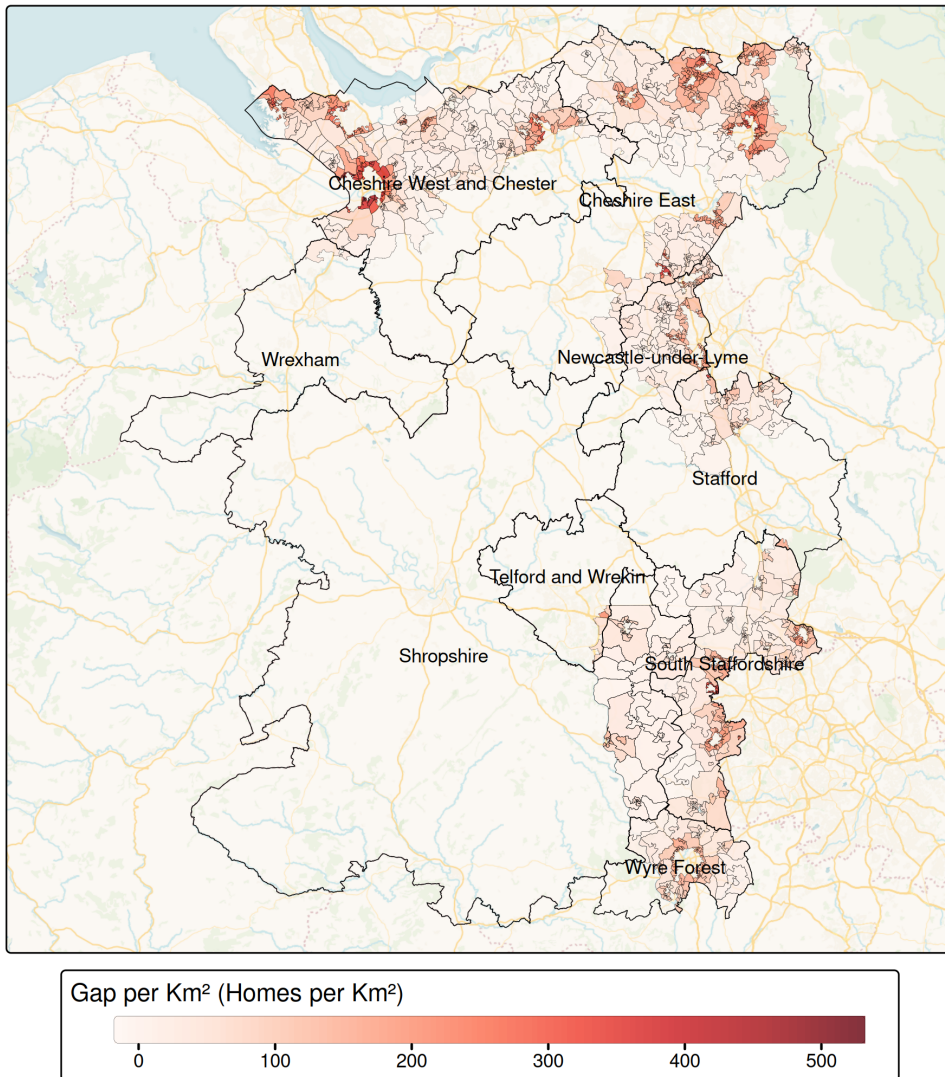 Cheshire West and Chester
Cheshire East
Wrexham
Newcastle-under-Lyme
Stafford
Telford and Wrekin
Shropshire
South Staffordshire
Wyre Forest
Gap per Km² (Homes per Km²)
0 100 200 300 400 500